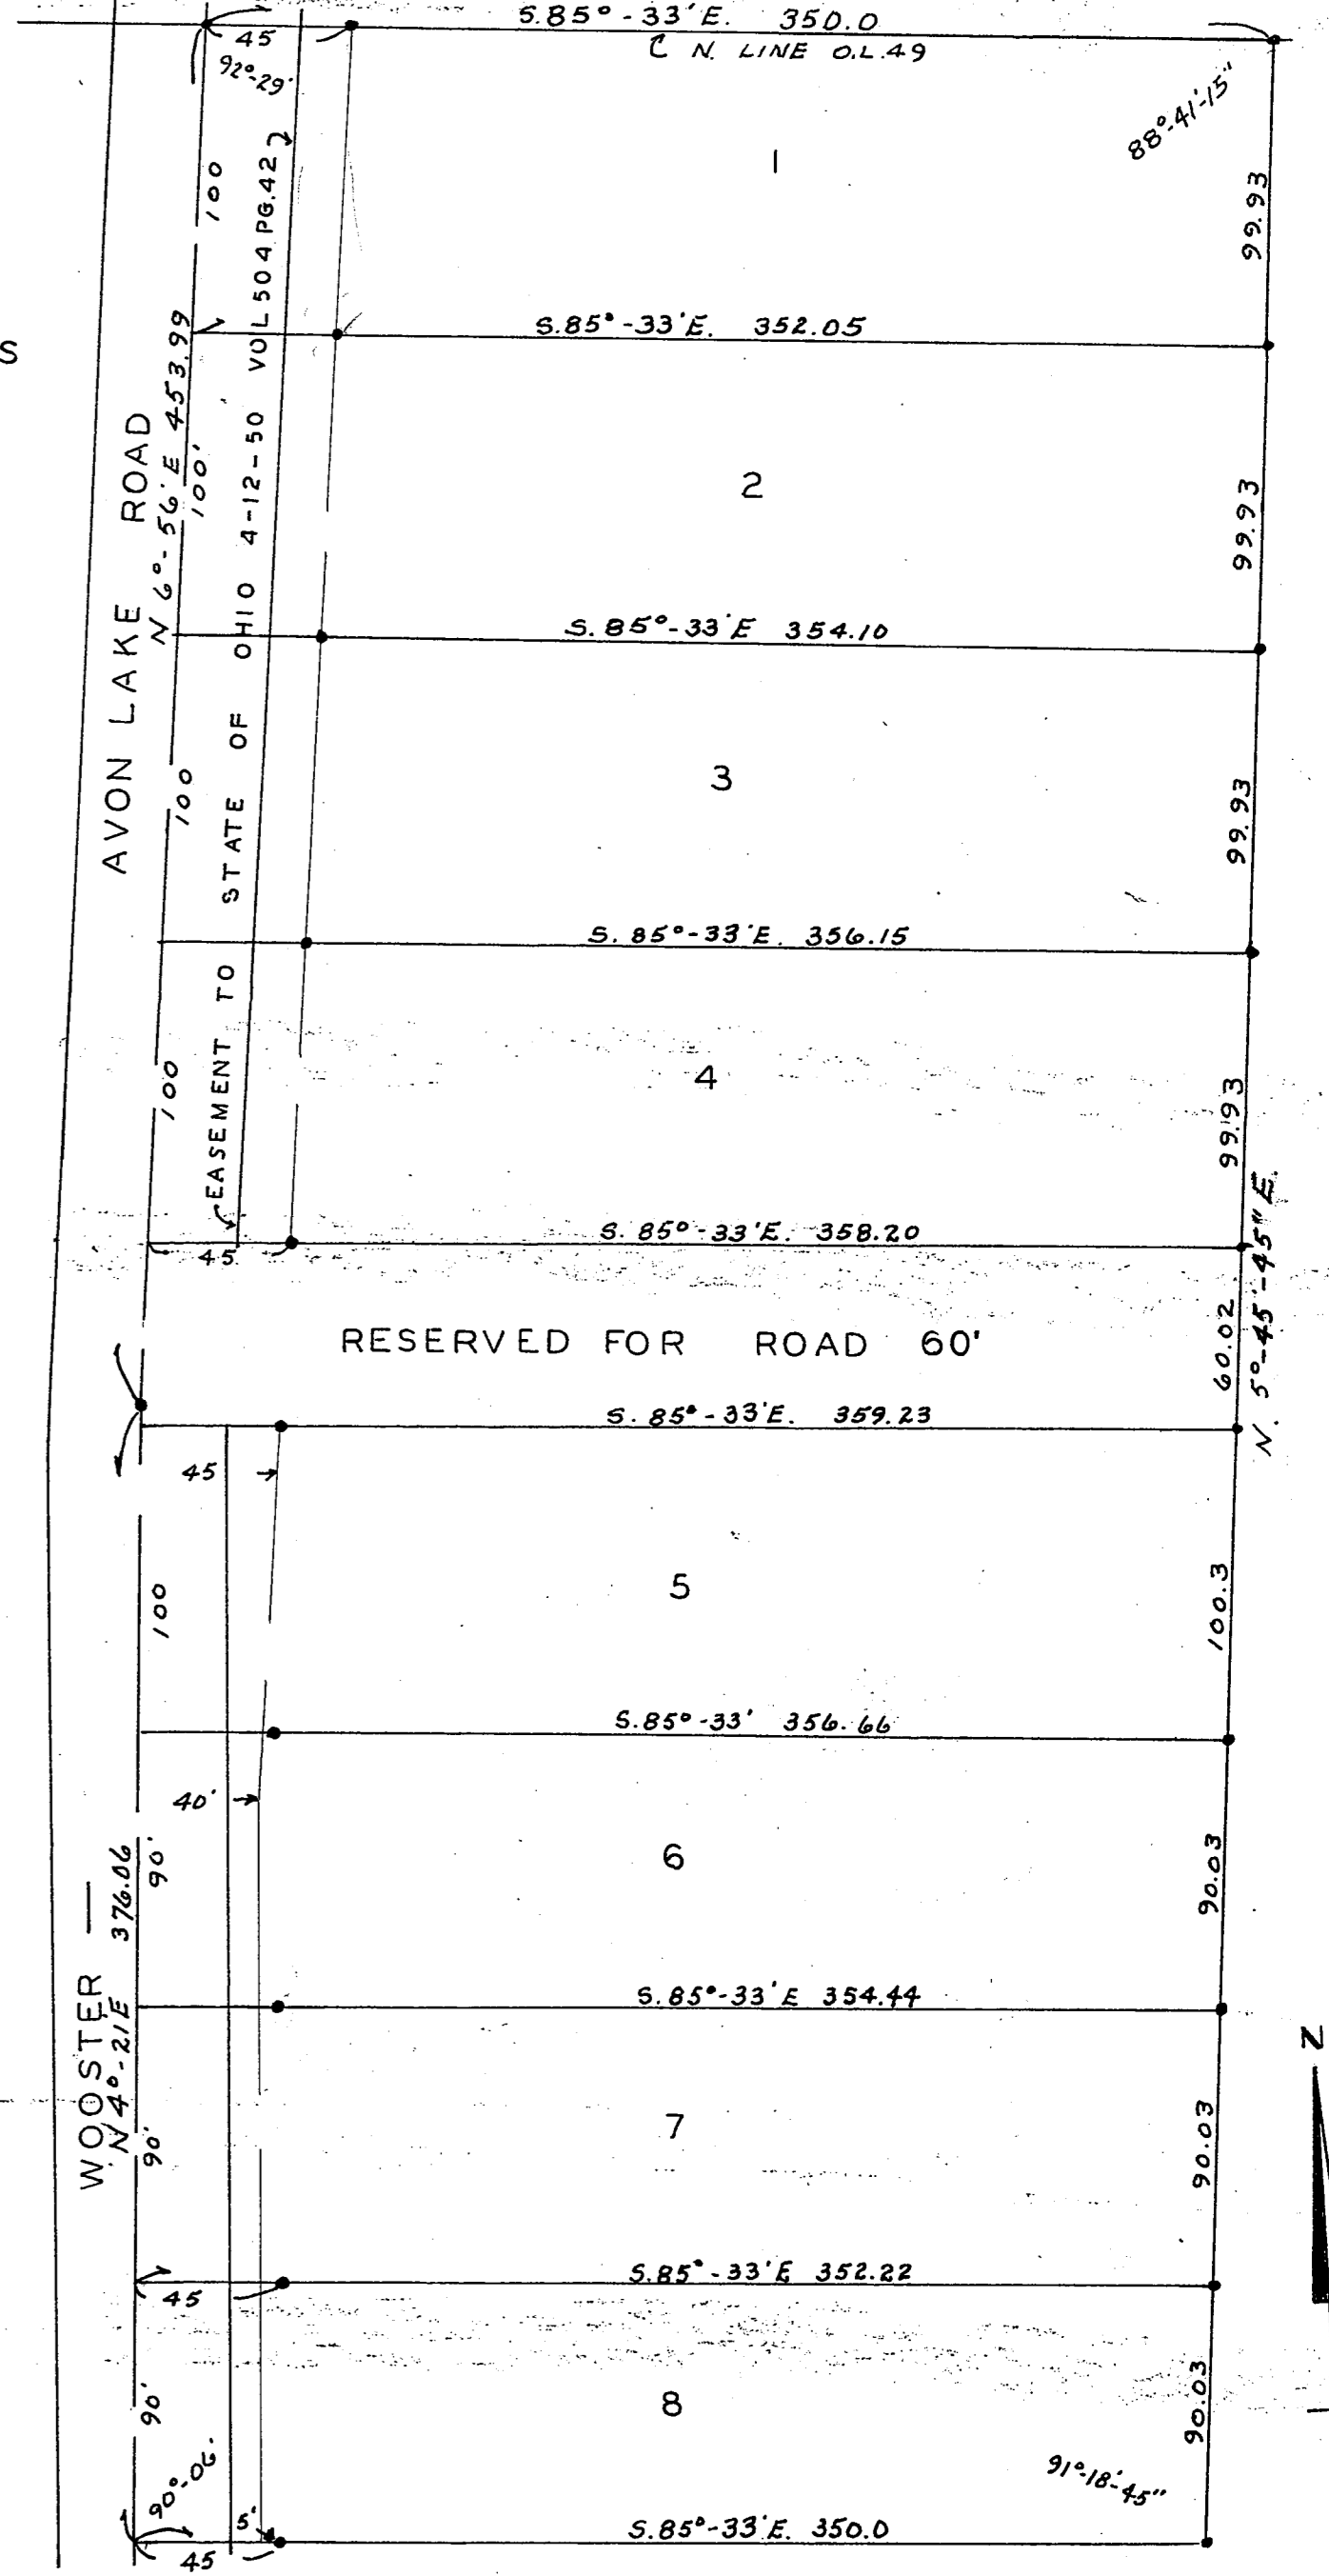 S.85°-33'E. 350.0
45
₵ N. LINE O.L.49
92°-29'
88°-41'-15"
1
100
99.93
S.85°-33'E. 352.05
S
N 6°-56' E 453.99
100'
2
99.93
AVON LAKE ROAD
EASEMENT TO STATE OF OHIO 4-12-50 VOL 504 PG.42
S.85°-33'E 354.10
3
100
99.93
S.85°-33'E. 356.15
4
100
99.93
S.85°-33'E. 358.20
45
N. 5°-45'-45" E.
RESERVED FOR ROAD 60'
60.02
S.85°-33'E. 359.23
45
5
100
100.3
S.85°-33' 356.66
40'
6
90'
90.03
N 4°-21'E 376.06
WOOSTER —
S.85°-33'E 354.44
N
7
90'
90.03
S.85°-33'E 352.22
45
8
90'
90.03
90°-06'
91°-18'-45"
5'
S.85°-33'E. 350.0
45